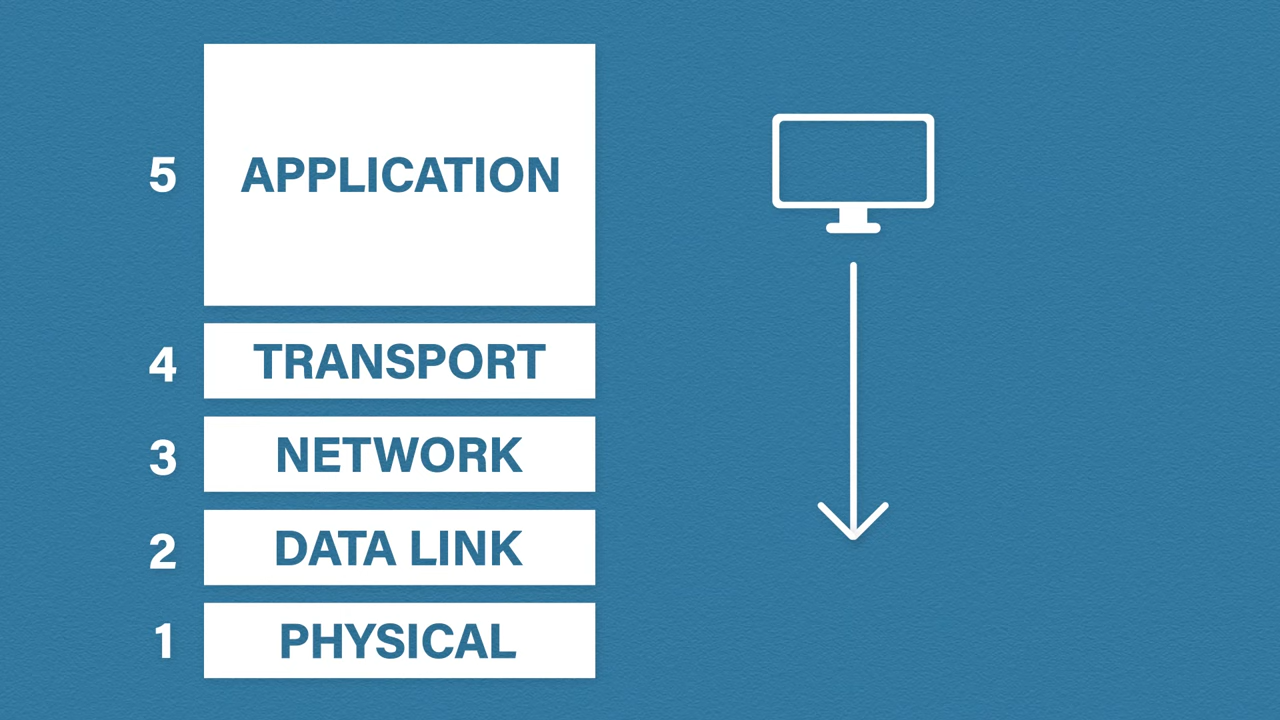 5 APPLICATION
4 TRANSPORT
3 NETWORK
2 DATA LINK
1 PHYSICAL